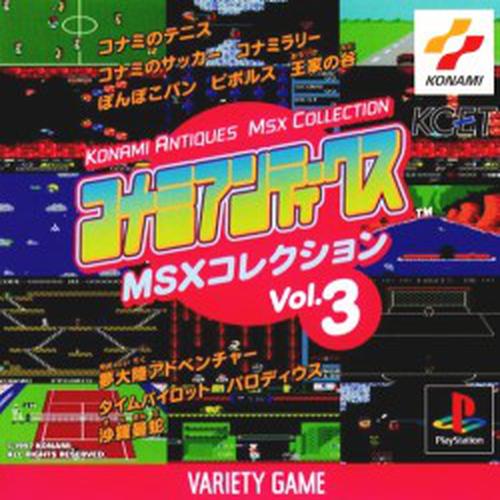 コナミのテニス
コナミのサッカー コナミラリー
ぽんぽこパン ピポルス 王家の谷
KONAMI
KCET
KONAMI ANTIQUES MSX COLLECTION
コナミアンティークス
TM
MSXコレクション
Vol.3
夢大陸アドベンチャー
タイムパイロット パロディウス
沙羅曼蛇
©1997 KONAMI
ALL RIGHTS RESERVED
PlayStation
VARIETY GAME